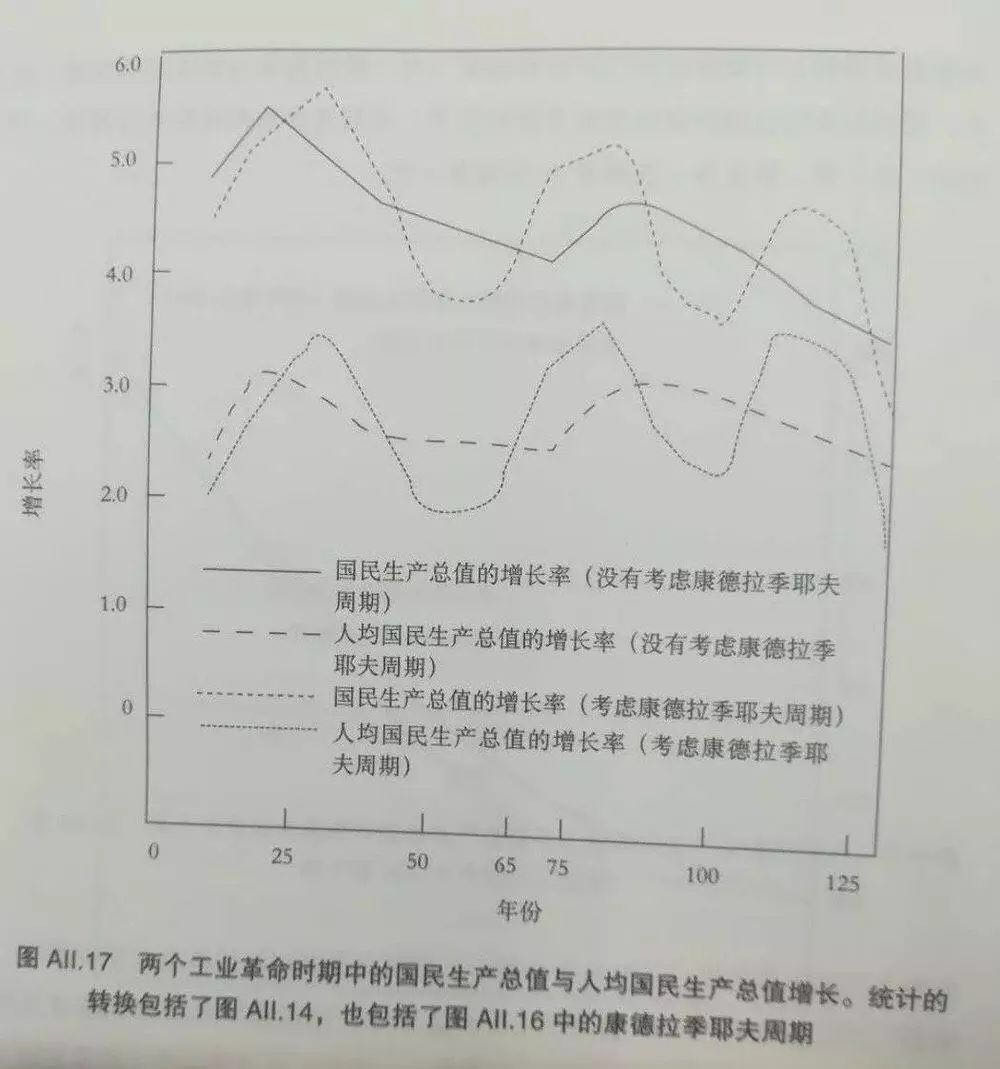 6.0
5.0
4.0
3.0
2.0
1.0
0
增长率
国民生产总值的增长率（没有考虑康德拉季耶夫
周期）
人均国民生产总值的增长率（没有考虑康德拉季
耶夫周期）
国民生产总值的增长率（考虑康德拉季耶夫周期）
人均国民生产总值的增长率（考虑康德拉季耶
夫周期）
0 25 50 65 75 100 125
年份
图 AII.17 两个工业革命时期中的国民生产总值与人均国民生产总值增长。统计的
转换包括了图 AII.14，也包括了图 AII.16 中的康德拉季耶夫周期